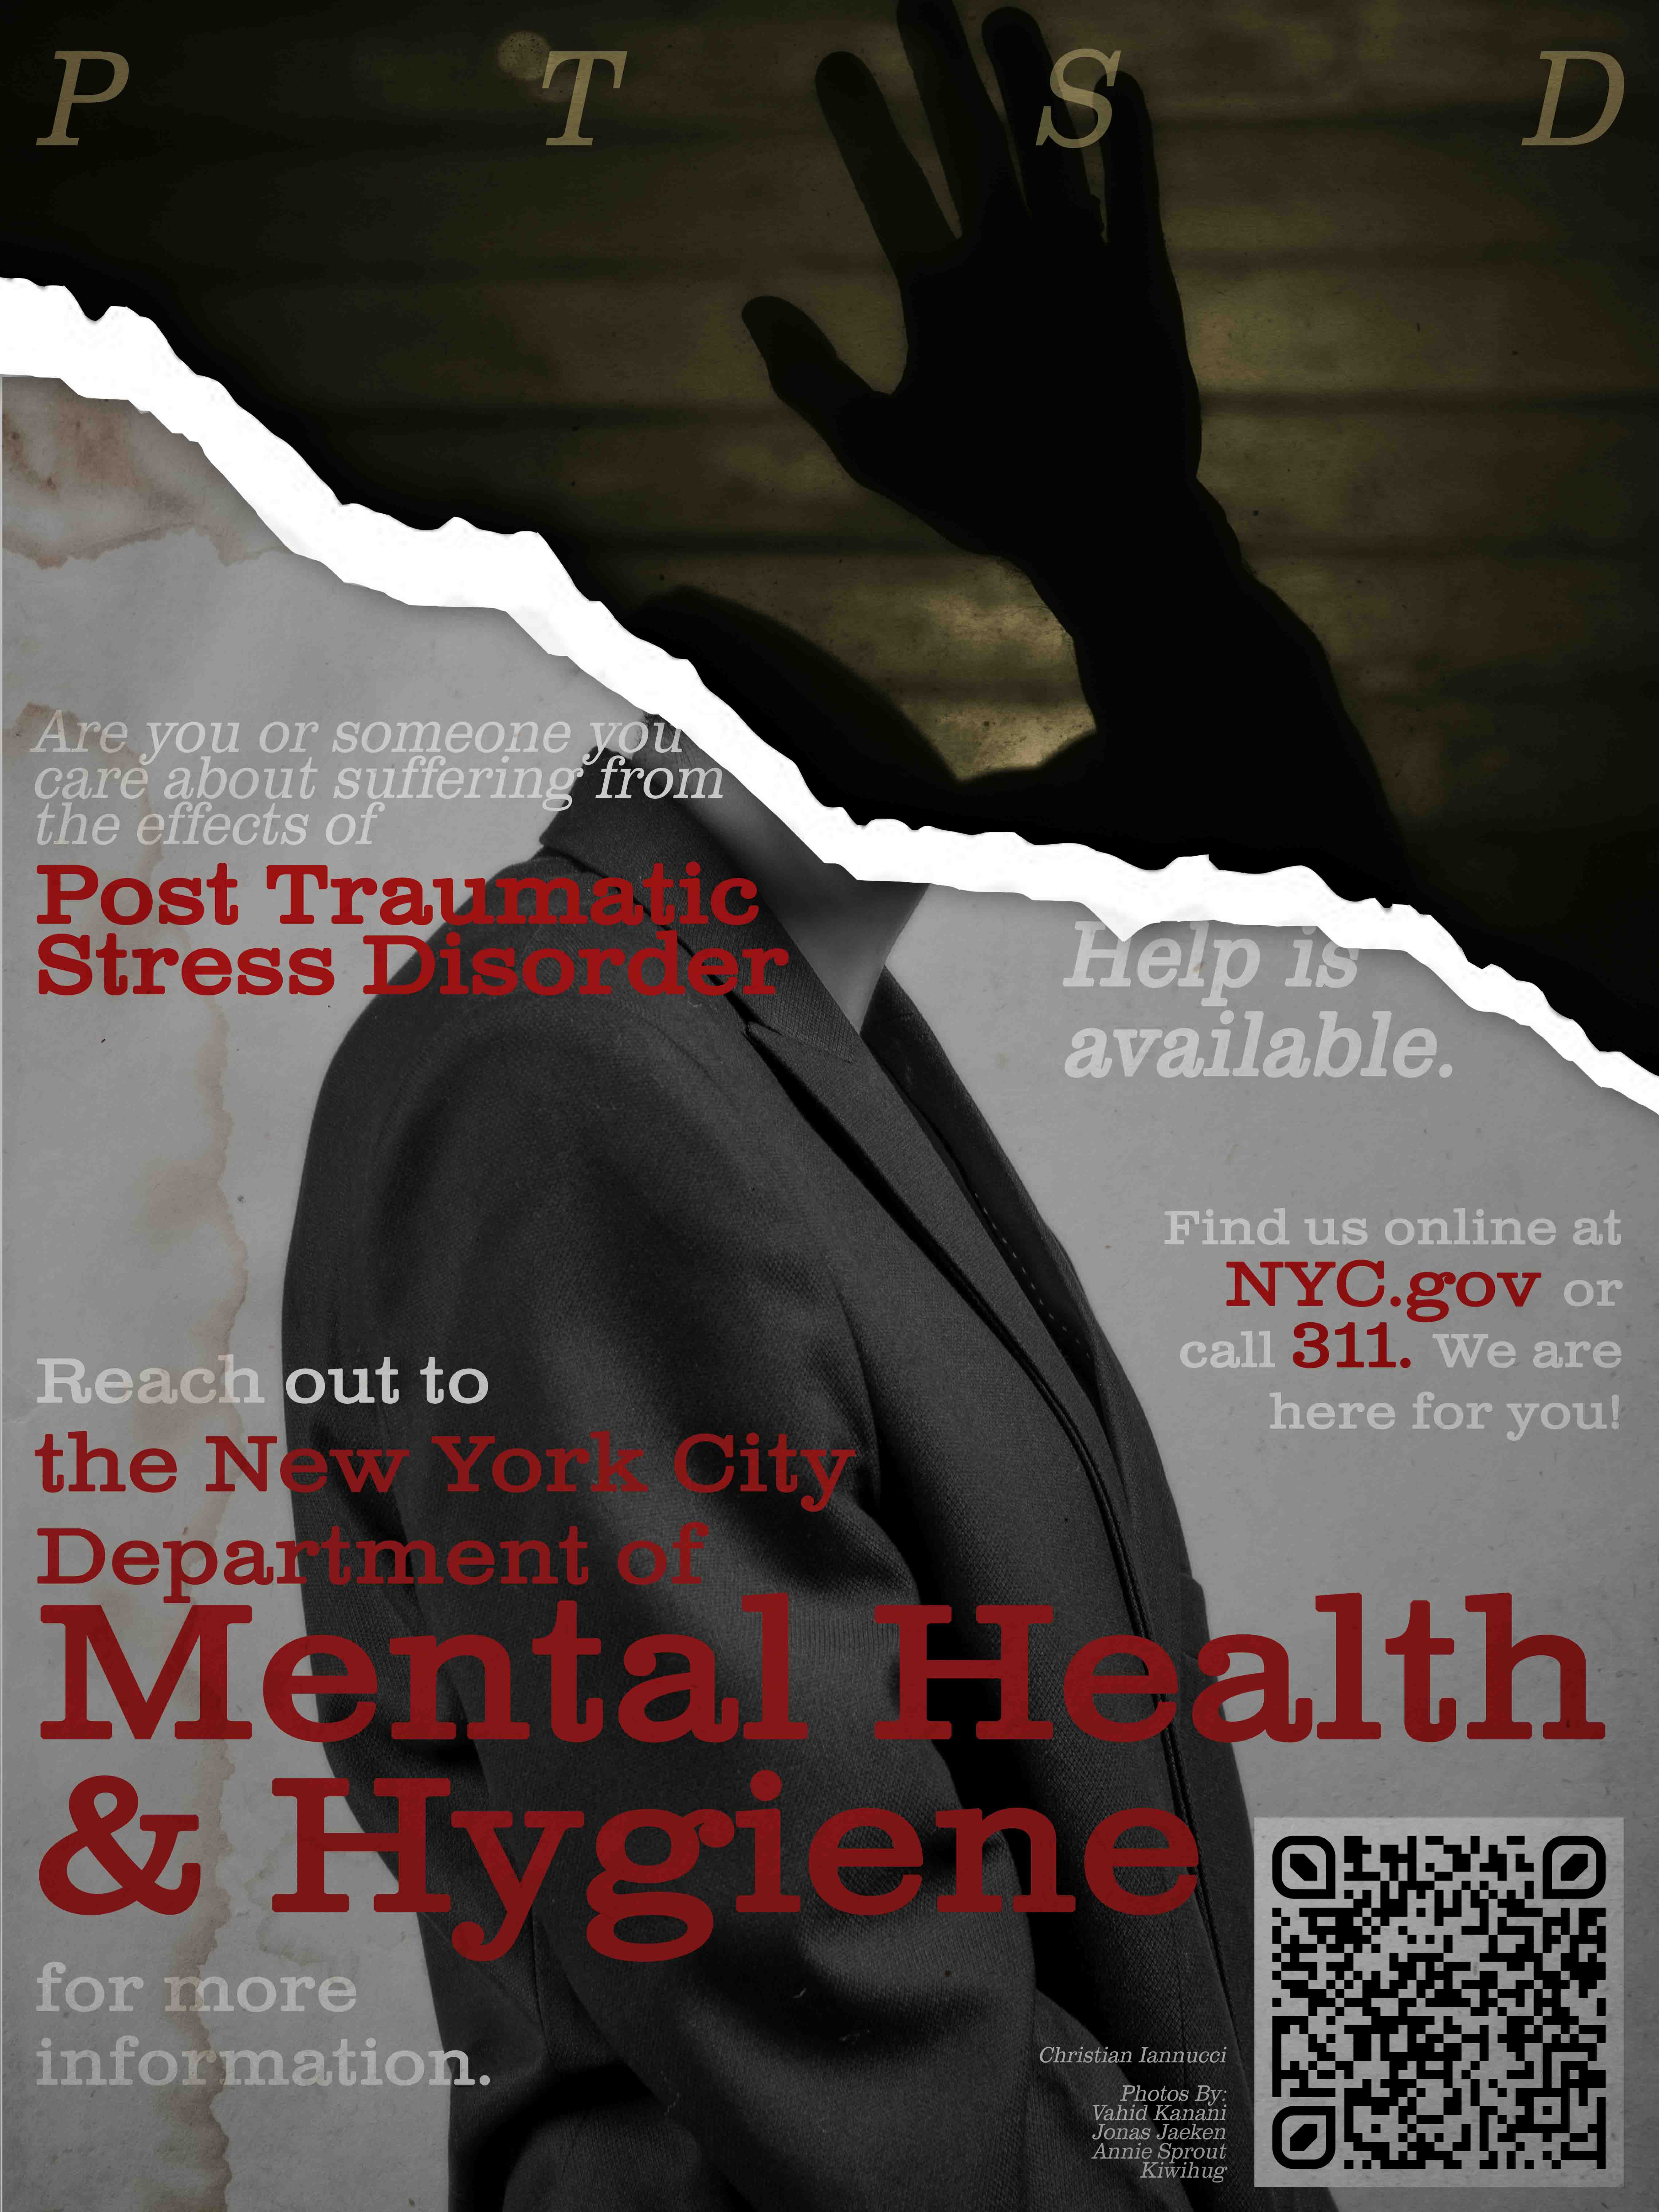 P T S D
Are you or someone you
care about suffering from
the effects of
Post Traumatic
Stress Disorder
Help is
available.
Find us online at
NYC.gov or
call 311. We are
here for you!
Reach out to
the New York City
Department of
Mental Health
& Hygiene
for more
information.
Christian Iannucci
Photos By:
Vahid Kanani
Jonas Jaeken
Annie Sprout
Kiwihug